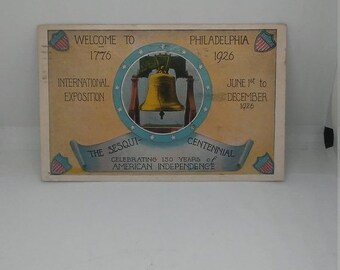 WELCOME TO PHILADELPHIA
1776 1926
INTERNATIONAL EXPOSITION
JUNE 1ST TO DECEMBER 1926
THE SESQUI-CENTENNIAL
CELEBRATING 150 YEARS of
AMERICAN INDEPENDENCE